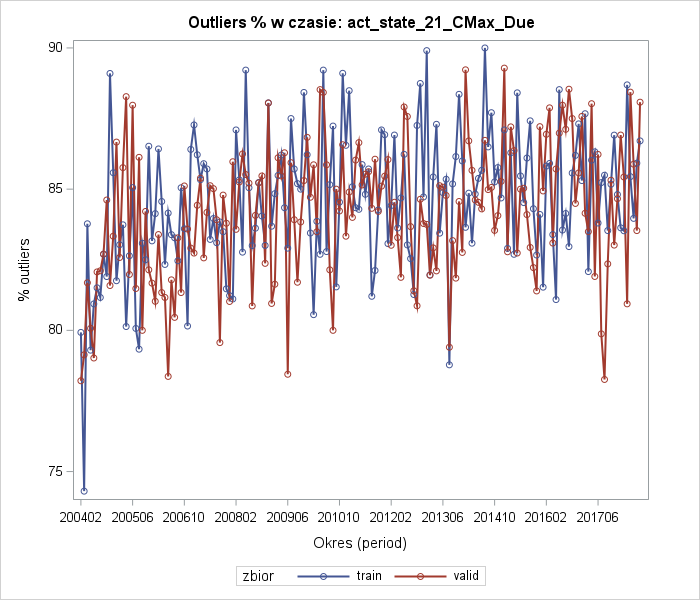 Outliers % w czasie: act_state_21_CMax_Due
90
85
80
75
% outliers
200402 200506 200610 200802 200906 201010 201202 201306 201410 201602 201706
Okres (period)
zbior train valid